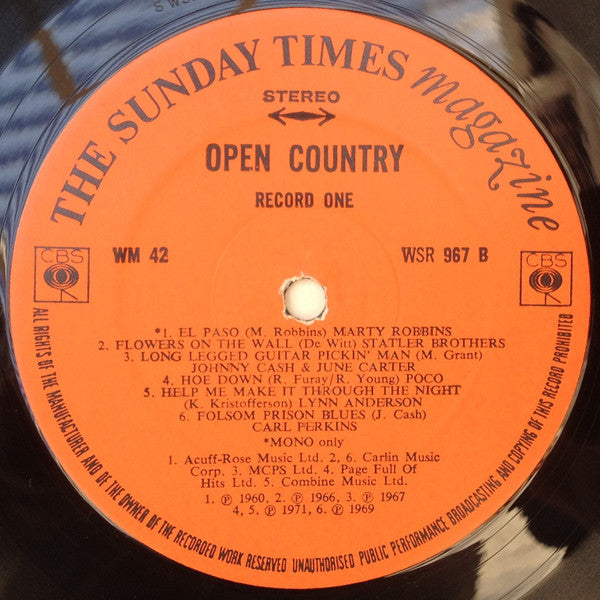 THE SUNDAY TIMES magazine
STEREO
OPEN COUNTRY
RECORD ONE
CBS
WM 42
WSR 967 B
CBS
*1. EL PASO (M. Robbins) MARTY ROBBINS
2. FLOWERS ON THE WALL (De Witt) STATLER BROTHERS
3. LONG LEGGED GUITAR PICKIN' MAN (M. Grant)
JOHNNY CASH & JUNE CARTER
4. HOE DOWN (R. Furay/R. Young) POCO
5. HELP ME MAKE IT THROUGH THE NIGHT
(K. Kristofferson) LYNN ANDERSON
6. FOLSOM PRISON BLUES (J. Cash)
CARL PERKINS
*MONO only
1. Acuff-Rose Music Ltd. 2, 6. Carlin Music
Corp. 3. MCPS Ltd. 4. Page Full Of
Hits Ltd. 5. Combine Music Ltd.
1. ℗ 1960, 2. ℗ 1966, 3. ℗ 1967
4, 5. ℗ 1971, 6. ℗ 1969
ALL RIGHTS OF THE MANUFACTURER AND OF THE OWNER OF THE RECORDED WORK RESERVED UNAUTHORISED PUBLIC PERFORMANCE BROADCASTING AND COPYING OF THIS RECORD PROHIBITED